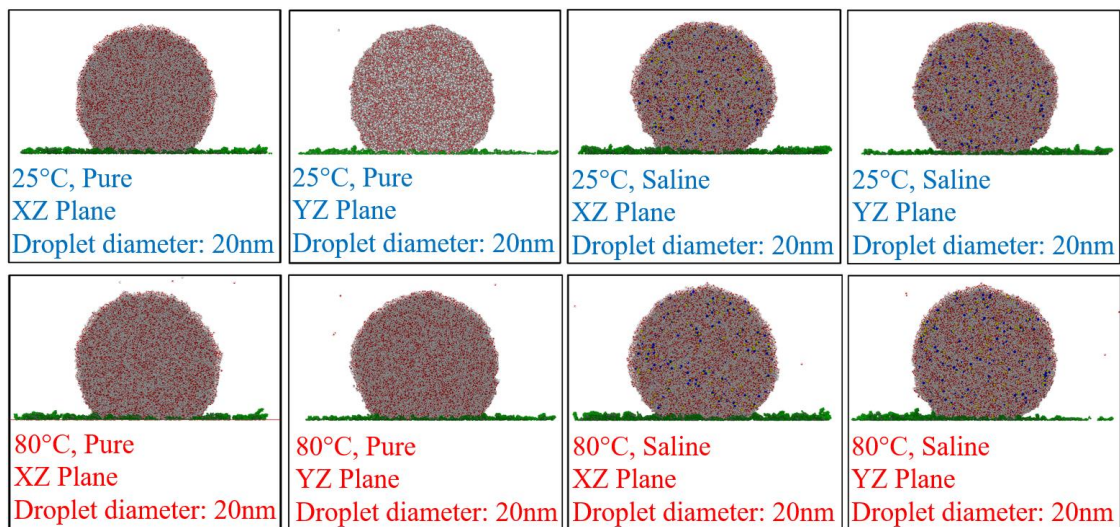 25°C, Pure
XZ Plane
Droplet diameter: 20nm
25°C, Pure
YZ Plane
Droplet diameter: 20nm
25°C, Saline
XZ Plane
Droplet diameter: 20nm
25°C, Saline
YZ Plane
Droplet diameter: 20nm
80°C, Pure
XZ Plane
Droplet diameter: 20nm
80°C, Pure
YZ Plane
Droplet diameter: 20nm
80°C, Saline
XZ Plane
Droplet diameter: 20nm
80°C, Saline
YZ Plane
Droplet diameter: 20nm